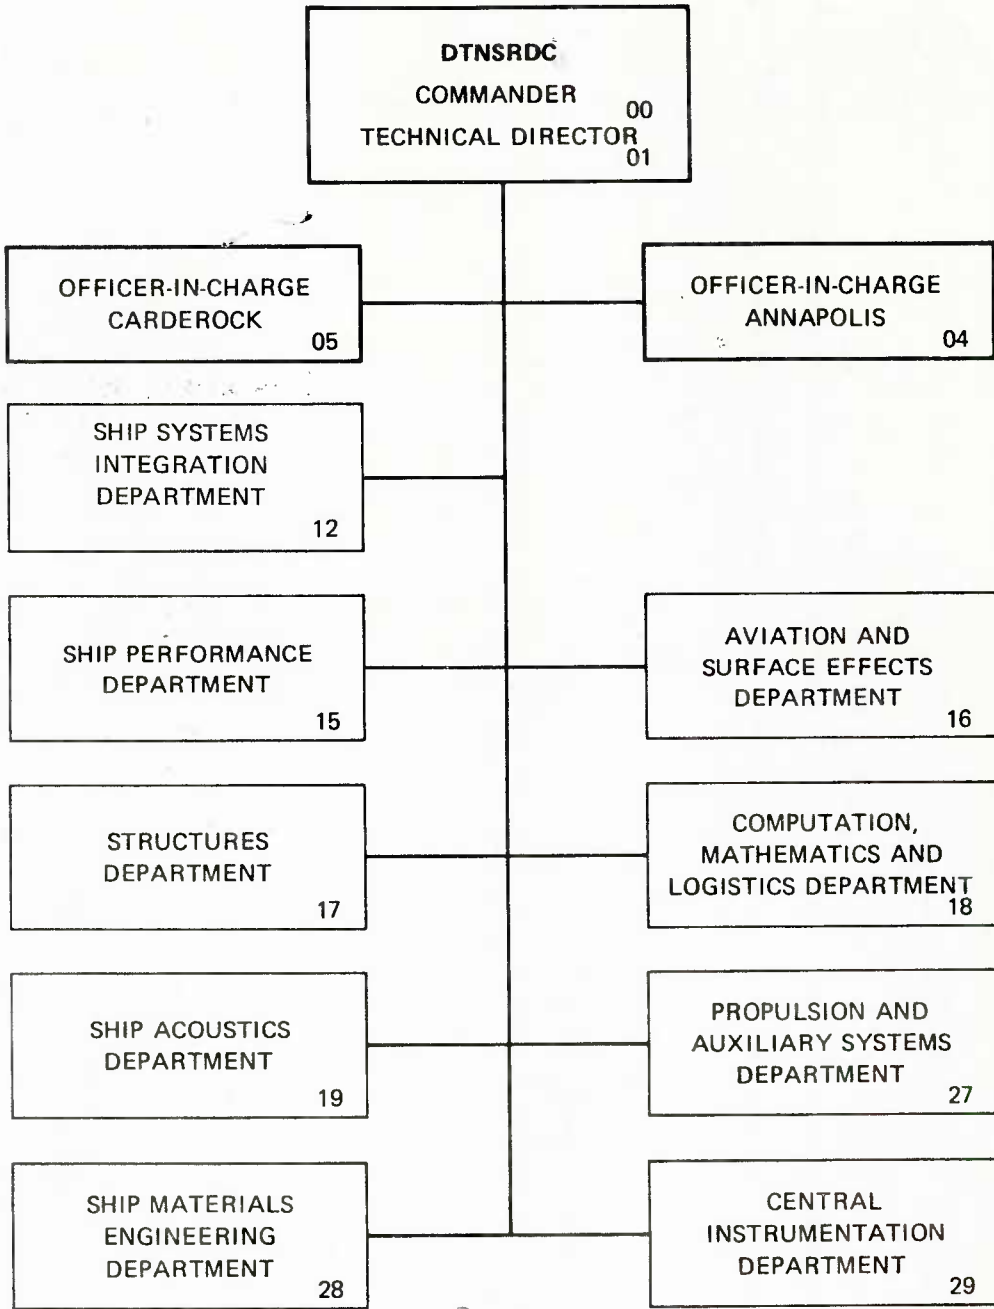 DTNSRDC
COMMANDER
00
TECHNICAL DIRECTOR
01
OFFICER-IN-CHARGE
CARDEROCK
05
OFFICER-IN-CHARGE
ANNAPOLIS
04
SHIP SYSTEMS
INTEGRATION
DEPARTMENT
12
SHIP PERFORMANCE
DEPARTMENT
15
AVIATION AND
SURFACE EFFECTS
DEPARTMENT
16
STRUCTURES
DEPARTMENT
17
COMPUTATION,
MATHEMATICS AND
LOGISTICS DEPARTMENT
18
SHIP ACOUSTICS
DEPARTMENT
19
PROPULSION AND
AUXILIARY SYSTEMS
DEPARTMENT
27
SHIP MATERIALS
ENGINEERING
DEPARTMENT
28
CENTRAL
INSTRUMENTATION
DEPARTMENT
29